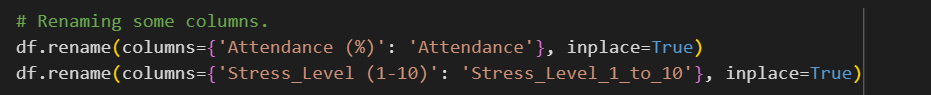 # Renaming some columns.
df.rename(columns={'Attendance (%)': 'Attendance'}, inplace=True)
df.rename(columns={'Stress_Level (1-10)': 'Stress_Level_1_to_10'}, inplace=True)